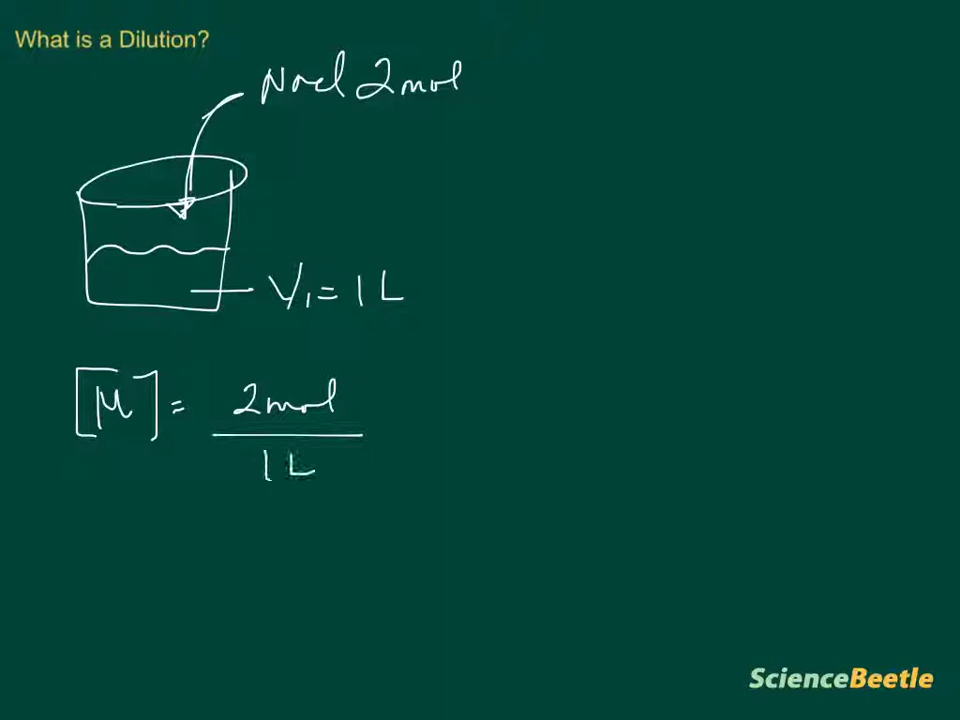 What is a Dilution?
Nacl 2mol
V1 = 1 L
[M] = 2mol
1 L
ScienceBeetle